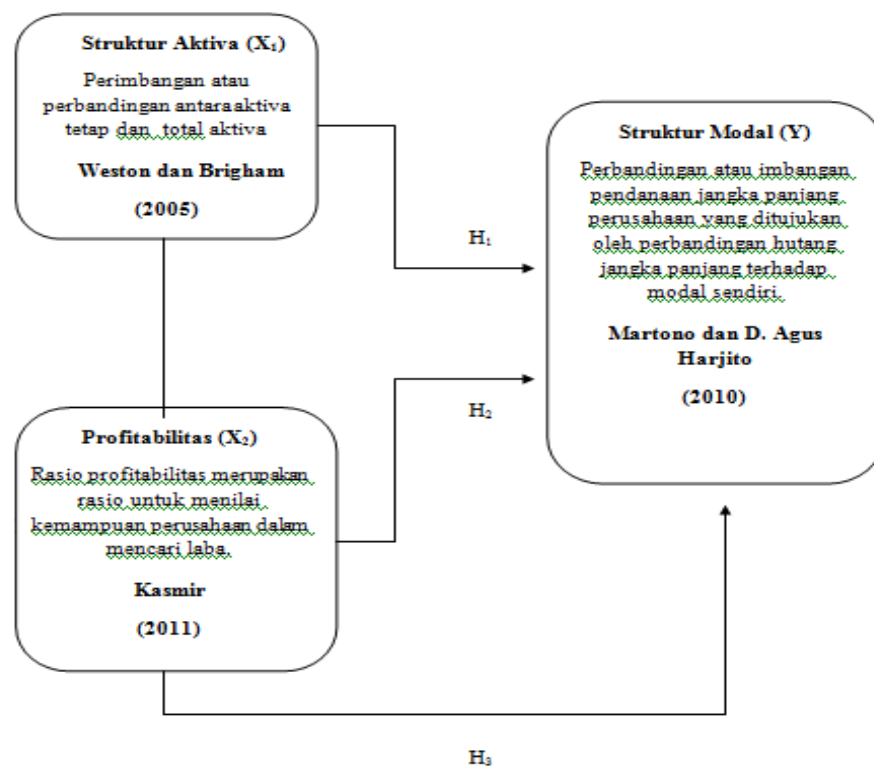 Struktur Aktiva (X₁)
Perimbangan atau
perbandingan antaraaktiva
tetap dan total aktiva
Weston dan Brigham
(2005)
H₁
Struktur Modal (Y)
Perbandingan atau imbangan
pendanaan jangka panjang
perusahaan yang ditujukan
oleh perbandingan hutang
jangka panjang terhadap
modal sendiri.
Martono dan D. Agus
Harjito
(2010)
H₂
Profitabilitas (X₂)
Rasio profitabilitas merupakan
rasio untuk menilai
kemampuan perusahaan dalam
mencari laba.
Kasmir
(2011)
H₃